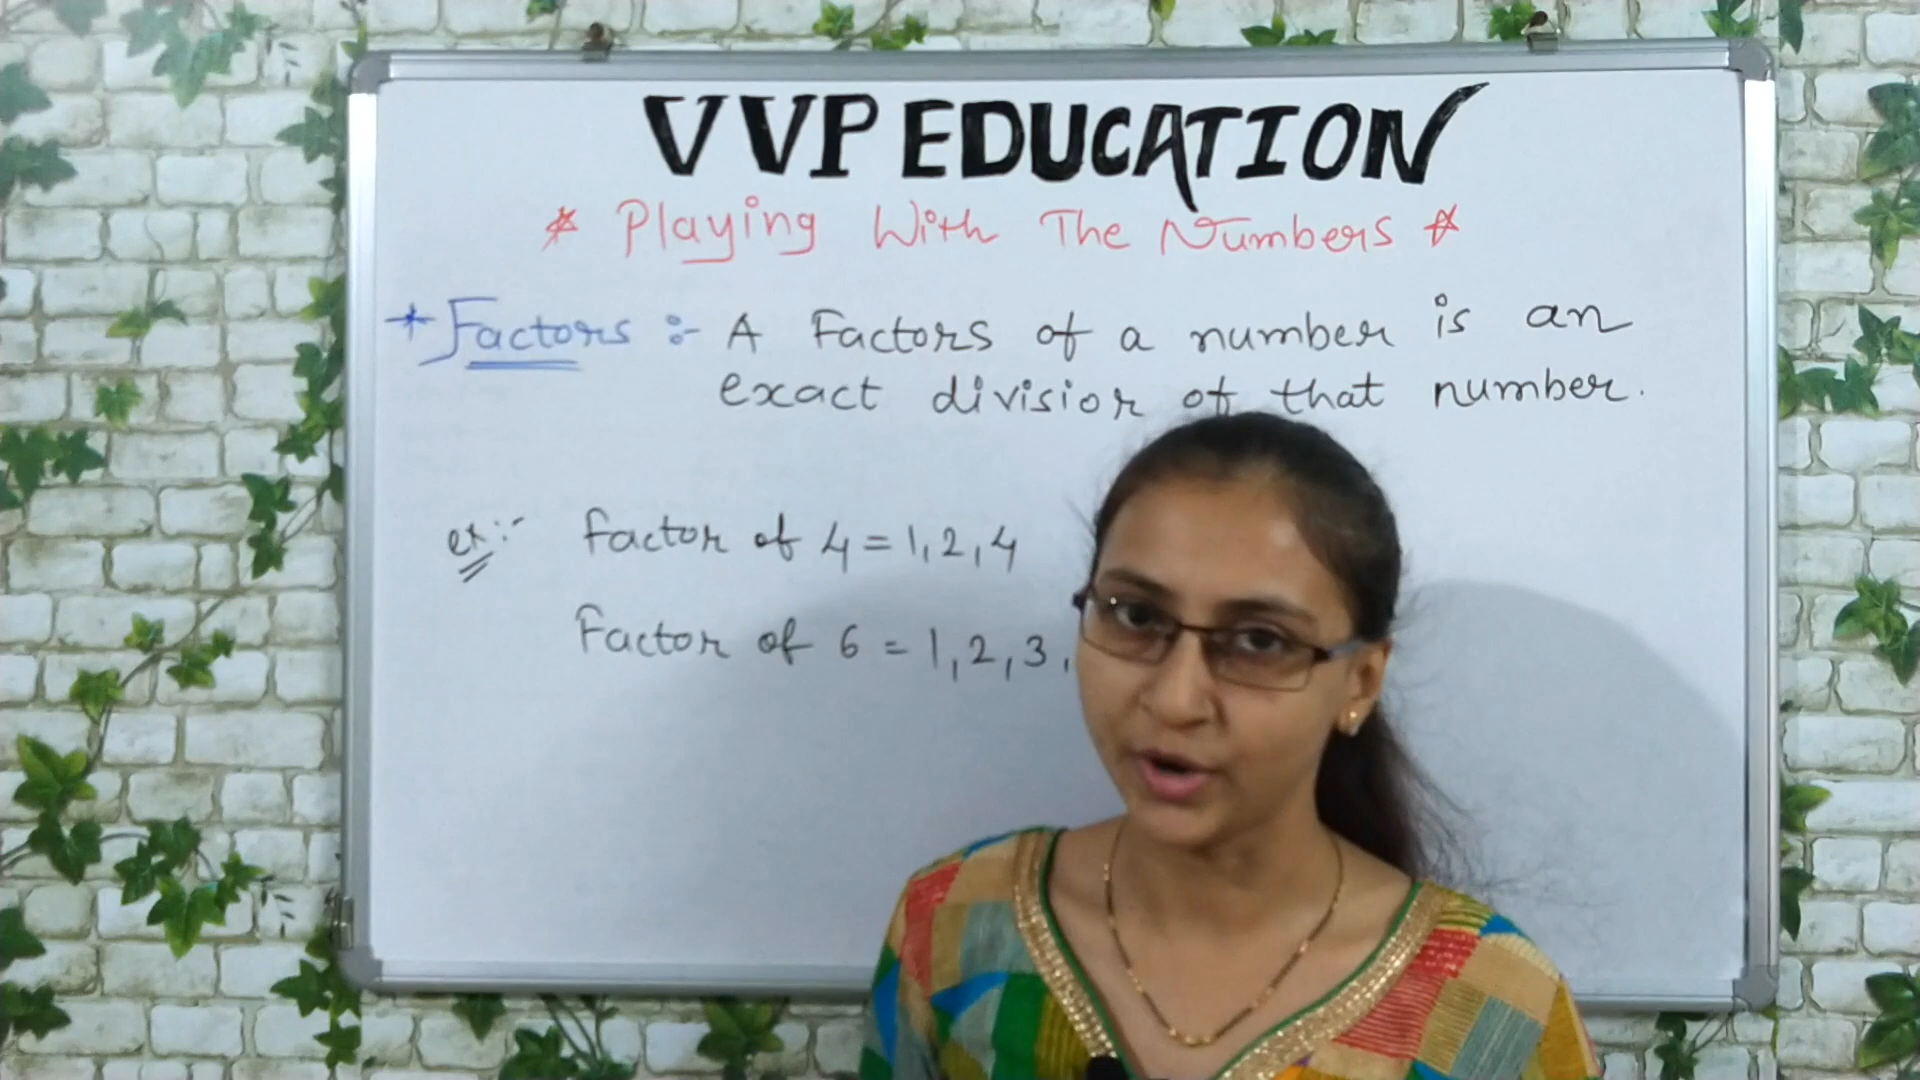 VVP EDUCATION
* Playing With The Numbers *
* Factors :- A Factors of a number is an
exact divisior of that number.
ex:- Factor of 4 = 1, 2, 4
Factor of 6 = 1, 2, 3,